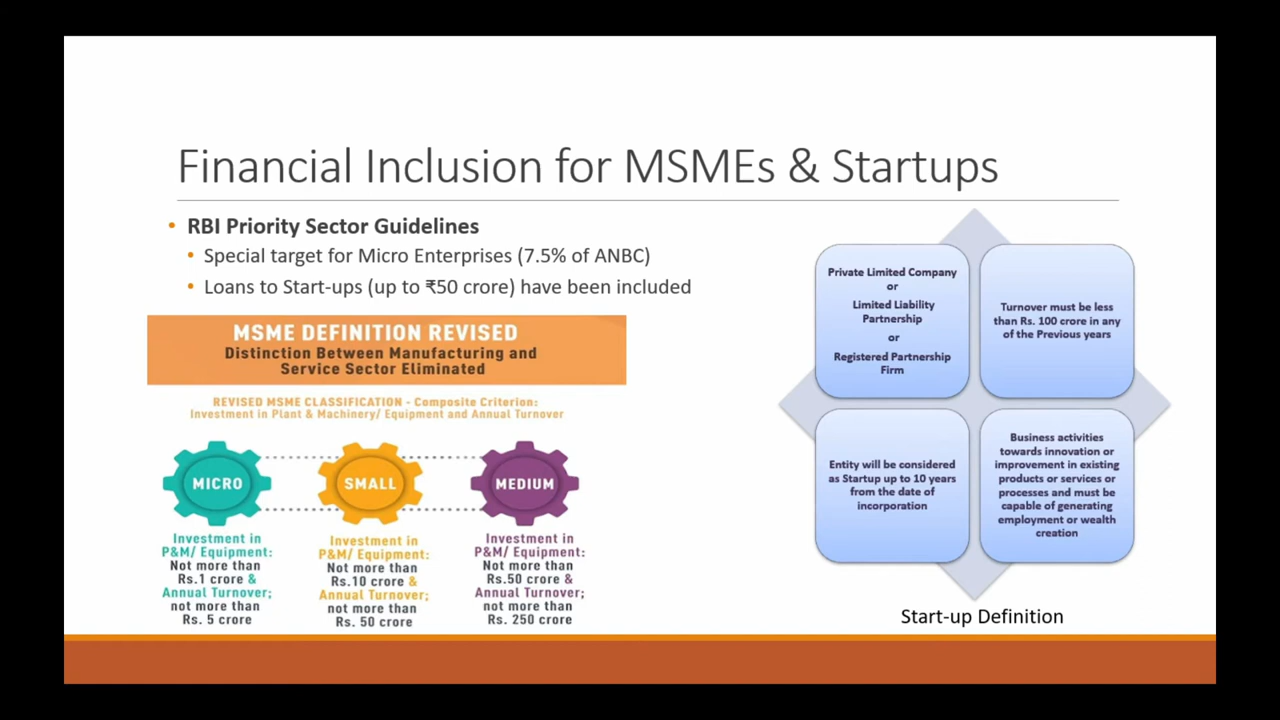 Financial Inclusion for MSMEs & Startups
• RBI Priority Sector Guidelines
• Special target for Micro Enterprises (7.5% of ANBC)
• Loans to Start-ups (up to ₹50 crore) have been included
MSME DEFINITION REVISED
Distinction Between Manufacturing and
Service Sector Eliminated
REVISED MSME CLASSIFICATION - Composite Criterion:
Investment in Plant & Machinery/ Equipment and Annual Turnover
MICRO
Investment in
P&M/ Equipment:
Not more than
Rs.1 crore &
Annual Turnover;
not more than
Rs. 5 crore
SMALL
Investment in
P&M/ Equipment:
Not more than
Rs.10 crore &
Annual Turnover;
not more than
Rs. 50 crore
MEDIUM
Investment in
P&M/ Equipment:
Not more than
Rs.50 crore &
Annual Turnover;
not more than
Rs. 250 crore
Private Limited Company
or
Limited Liability
Partnership
or
Registered Partnership
Firm
Turnover must be less
than Rs. 100 crore in any
of the Previous years
Entity will be considered
as Startup up to 10 years
from the date of
incorporation
Business activities
towards innovation or
improvement in existing
products or services or
processes and must be
capable of generating
employment or wealth
creation
Start-up Definition